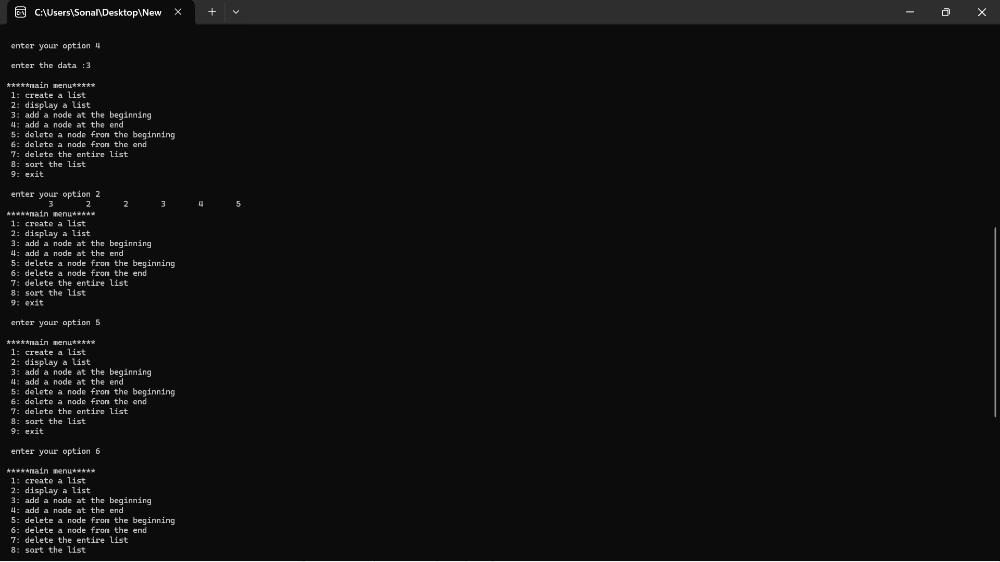 C:\Users\Sonal\Desktop\New
enter your option 4
enter the data :3
*****main menu*****
1: create a list
2: display a list
3: add a node at the beginning
4: add a node at the end
5: delete a node from the beginning
6: delete a node from the end
7: delete the entire list
8: sort the list
9: exit
enter your option 2
3 2 2 3 4 5
*****main menu*****
1: create a list
2: display a list
3: add a node at the beginning
4: add a node at the end
5: delete a node from the beginning
6: delete a node from the end
7: delete the entire list
8: sort the list
9: exit
enter your option 5
*****main menu*****
1: create a list
2: display a list
3: add a node at the beginning
4: add a node at the end
5: delete a node from the beginning
6: delete a node from the end
7: delete the entire list
8: sort the list
9: exit
enter your option 6
*****main menu*****
1: create a list
2: display a list
3: add a node at the beginning
4: add a node at the end
5: delete a node from the beginning
6: delete a node from the end
7: delete the entire list
8: sort the list